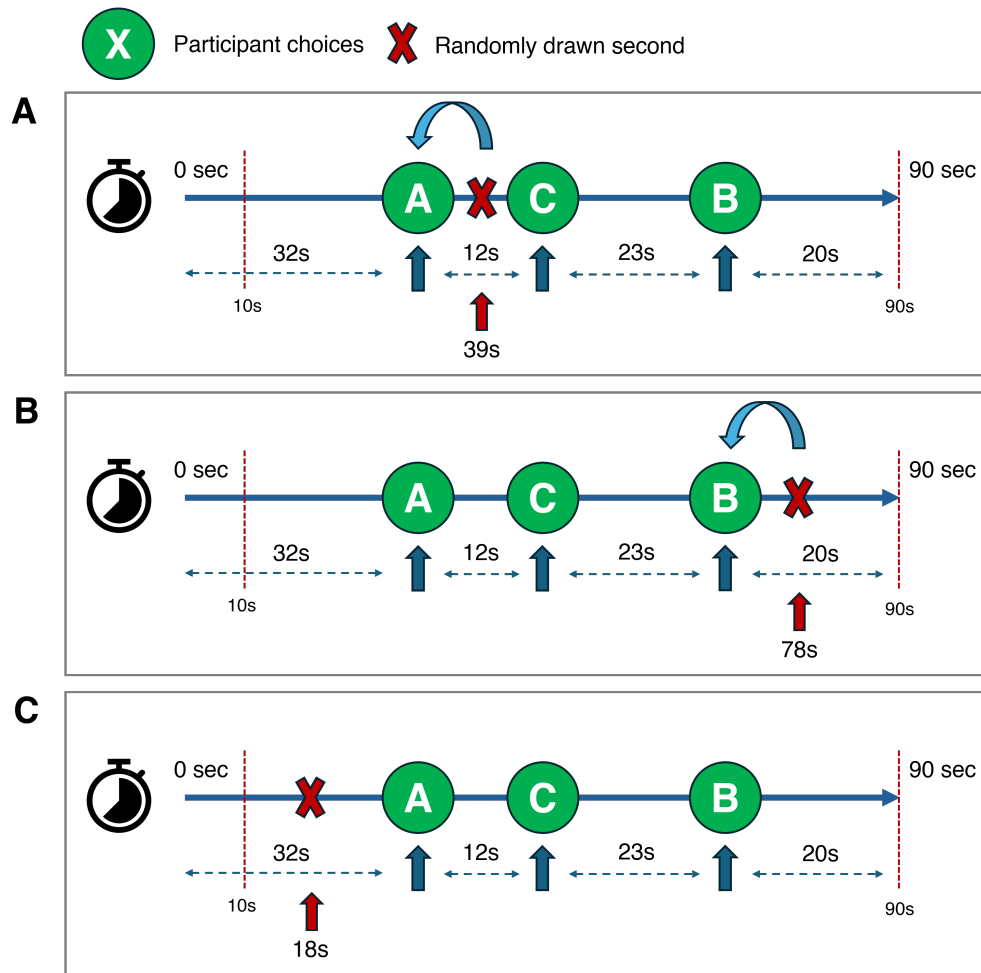 X Participant choices Randomly drawn second
A
0 sec A C B 90 sec
32s 12s 23s 20s
10s 90s
39s
B
0 sec A C B 90 sec
32s 12s 23s 20s
10s 90s
78s
C
0 sec A C B 90 sec
32s 12s 23s 20s
10s 90s
18s